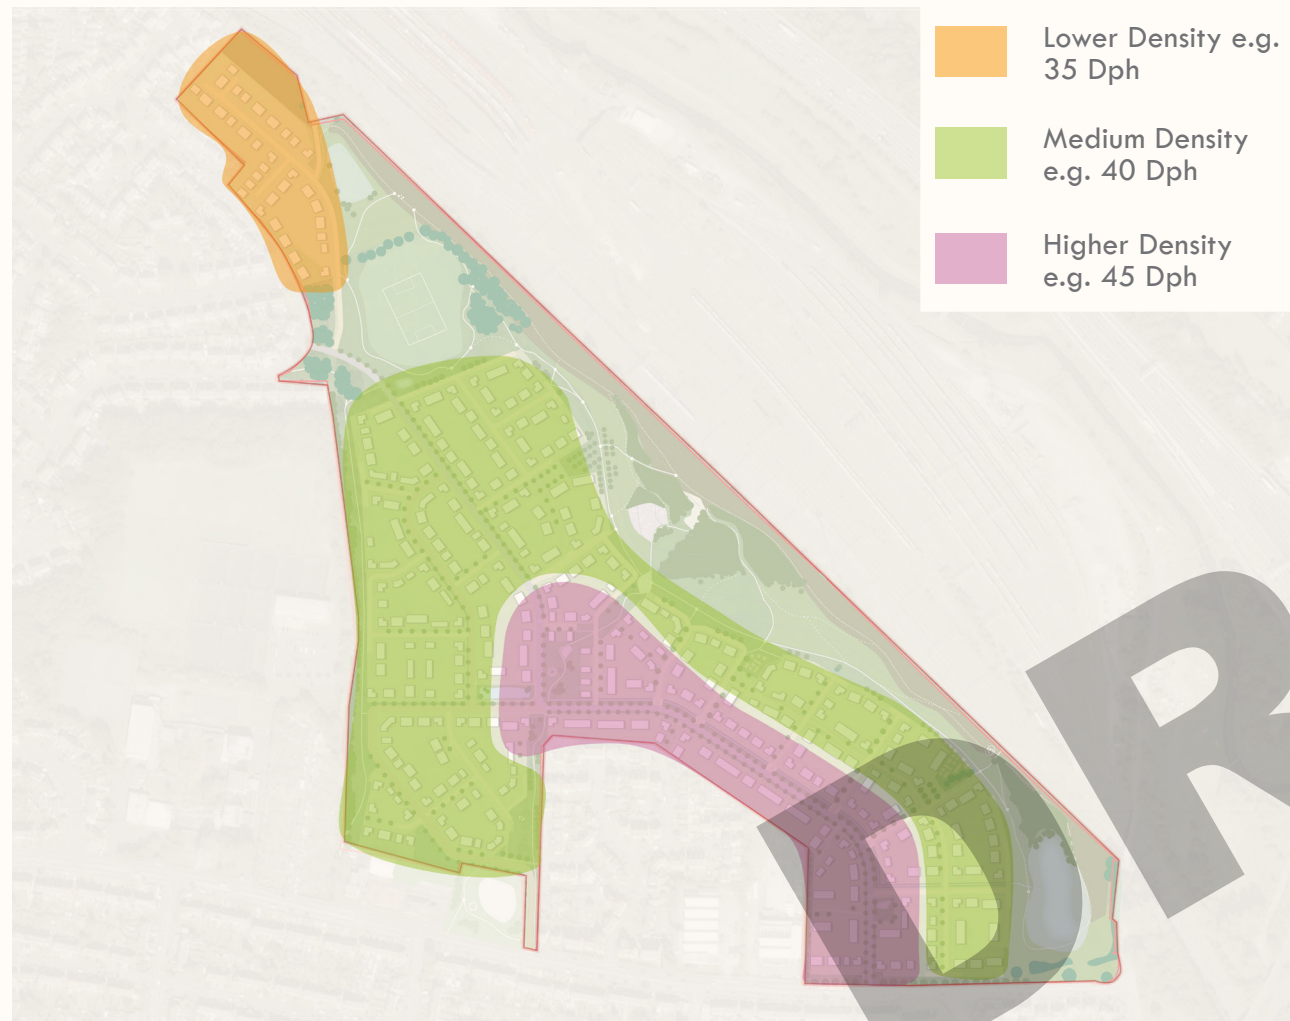 Lower Density e.g.
35 Dph
Medium Density
e.g. 40 Dph
Higher Density
e.g. 45 Dph
DR